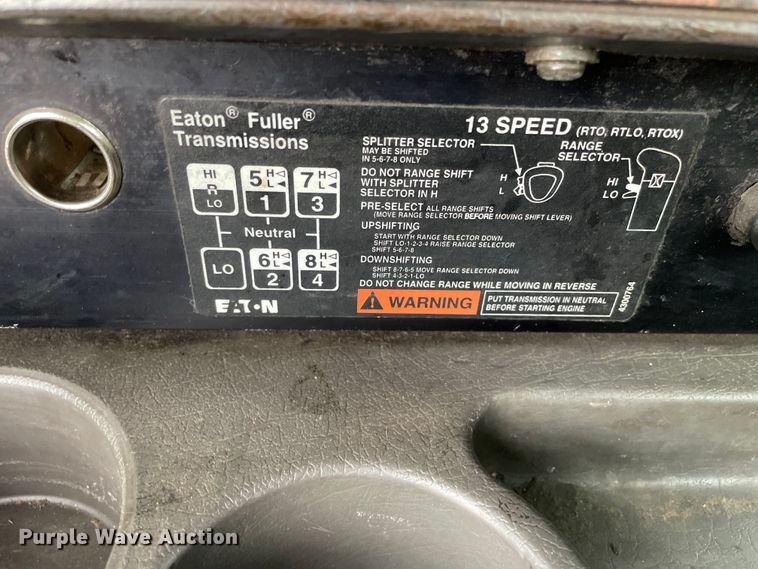 Eaton® Fuller®
Transmissions
HI
R
LO
5 H
L
1
7 H
L
3
Neutral
LO
6 H
L
2
8 H
L
4
EAT•N
13 SPEED (RTO, RTLO, RTOX)
SPLITTER SELECTOR
MAY BE SHIFTED
IN 5-6-7-8 ONLY
H
L
RANGE
SELECTOR
HI
LO
DO NOT RANGE SHIFT
WITH SPLITTER
SELECTOR IN H
PRE-SELECT ALL RANGE SHIFTS
(MOVE RANGE SELECTOR BEFORE MOVING SHIFT LEVER)
UPSHIFTING
START WITH RANGE SELECTOR DOWN
SHIFT LO-1-2-3-4 RAISE RANGE SELECTOR
SHIFT 5-6-7-8
DOWNSHIFTING
SHIFT 8-7-6-5 MOVE RANGE SELECTOR DOWN
SHIFT 4-3-2-1-LO
DO NOT CHANGE RANGE WHILE MOVING IN REVERSE
WARNING
PUT TRANSMISSION IN NEUTRAL
BEFORE STARTING ENGINE
4300764
Purple Wave Auction